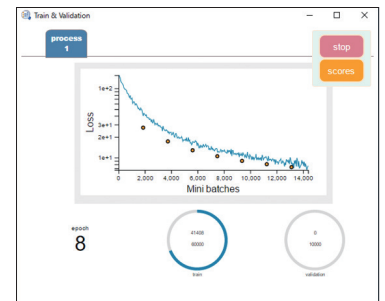 Train & Validation
process
1
stop
scores
Loss
1e+2
3e+1
2e+1
1e+1
0
2,000
4,000
6,000
8,000
10,000
12,000
14,000
Mini batches
epoch
8
41400
60000
train
0
10000
validation